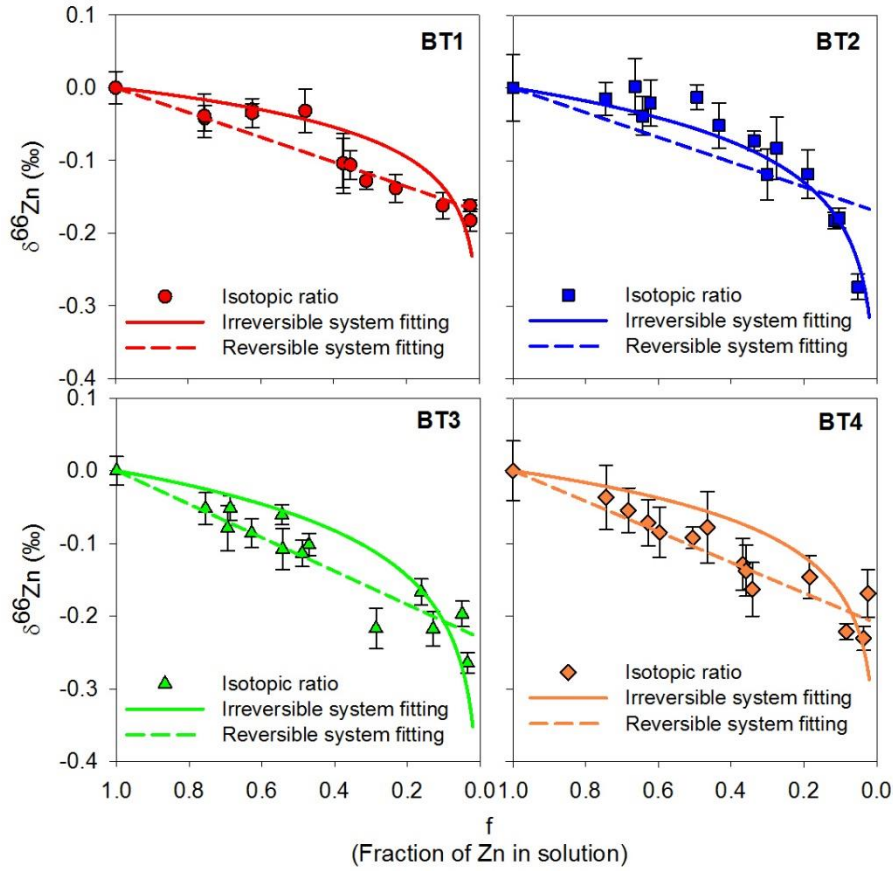 BT1
BT2
0.0
-0.1
-0.2
-0.3
-0.4
δ66Zn (‰)
Isotopic ratio
Irreversible system fitting
Reversible system fitting
Isotopic ratio
Irreversible system fitting
Reversible system fitting
BT3
BT4
0.0
-0.1
-0.2
-0.3
-0.4
δ66Zn (‰)
Isotopic ratio
Irreversible system fitting
Reversible system fitting
Isotopic ratio
Irreversible system fitting
Reversible system fitting
1.0 0.8 0.6 0.4 0.2 0.0
1.0 0.8 0.6 0.4 0.2 0.0
f
(Fraction of Zn in solution)